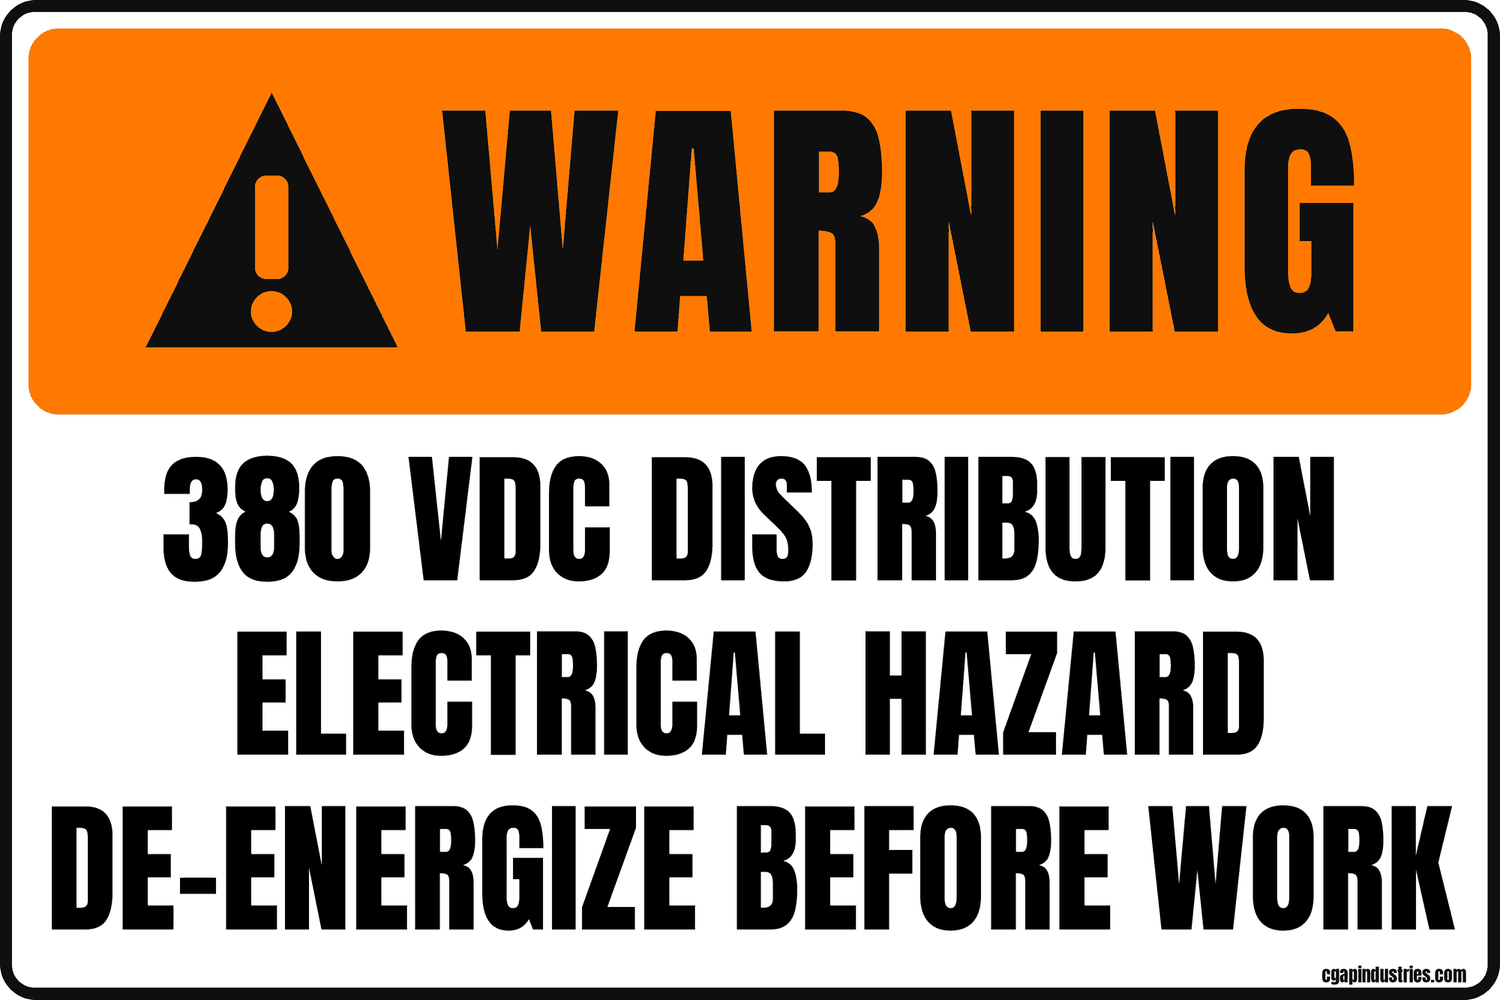 WARNING
380 VDC DISTRIBUTION
ELECTRICAL HAZARD
DE-ENERGIZE BEFORE WORK
cgapindustries.com